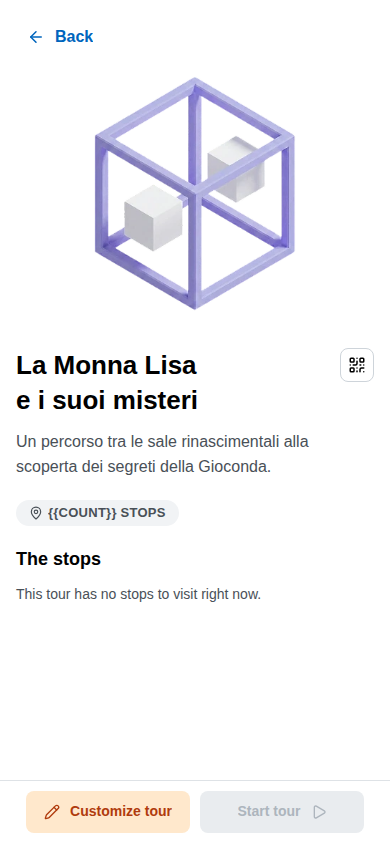 Back
La Monna Lisa
e i suoi misteri
Un percorso tra le sale rinascimentali alla
scoperta dei segreti della Gioconda.
{{COUNT}} STOPS
The stops
This tour has no stops to visit right now.
Customize tour
Start tour